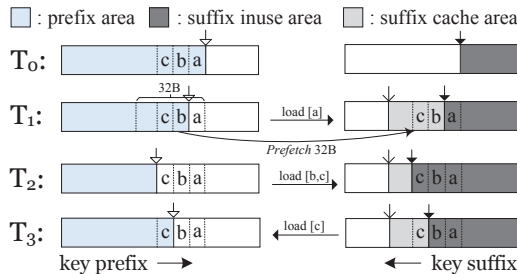 : prefix area : suffix inuse area : suffix cache area
T0: c b a
32B
T1: c b a load [a] c b a
Prefetch 32B
T2: c b a load [b,c] c b a
T3: c b a load [c] c b a
key prefix key suffix